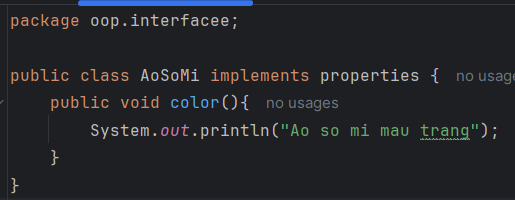 package oop.interfacee;
public class AoSoMi implements properties { no usag
public void color(){ no usages
System.out.println("Ao so mi mau trang");
}
}